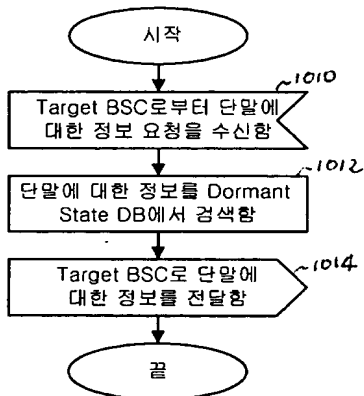 시작
1010
Target BSC로부터 단말에
대한 정보 요청을 수신함
1012
단말에 대한 정보를 Dormant
State DB에서 검색함
1014
Target BSC로 단말에
대한 정보를 전달함
끝